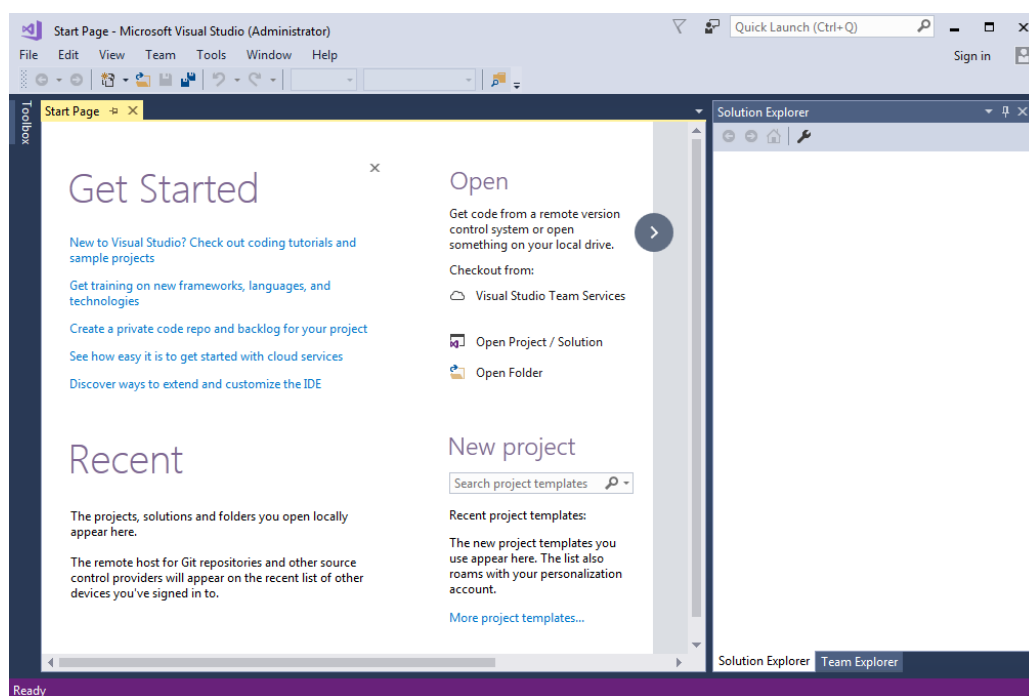 Start Page - Microsoft Visual Studio (Administrator)
Quick Launch (Ctrl+Q)
File Edit View Team Tools Window Help
Sign in
Toolbox
Start Page
Solution Explorer
Get Started
New to Visual Studio? Check out coding tutorials and
sample projects
Get training on new frameworks, languages, and
technologies
Create a private code repo and backlog for your project
See how easy it is to get started with cloud services
Discover ways to extend and customize the IDE
Recent
The projects, solutions and folders you open locally
appear here.
The remote host for Git repositories and other source
control providers will appear on the recent list of other
devices you've signed in to.
Open
Get code from a remote version
control system or open
something on your local drive.
Checkout from:
Visual Studio Team Services
Open Project / Solution
Open Folder
New project
Search project templates
Recent project templates:
The new project templates you
use appear here. The list also
roams with your personalization
account.
More project templates...
Solution Explorer Team Explorer
Ready